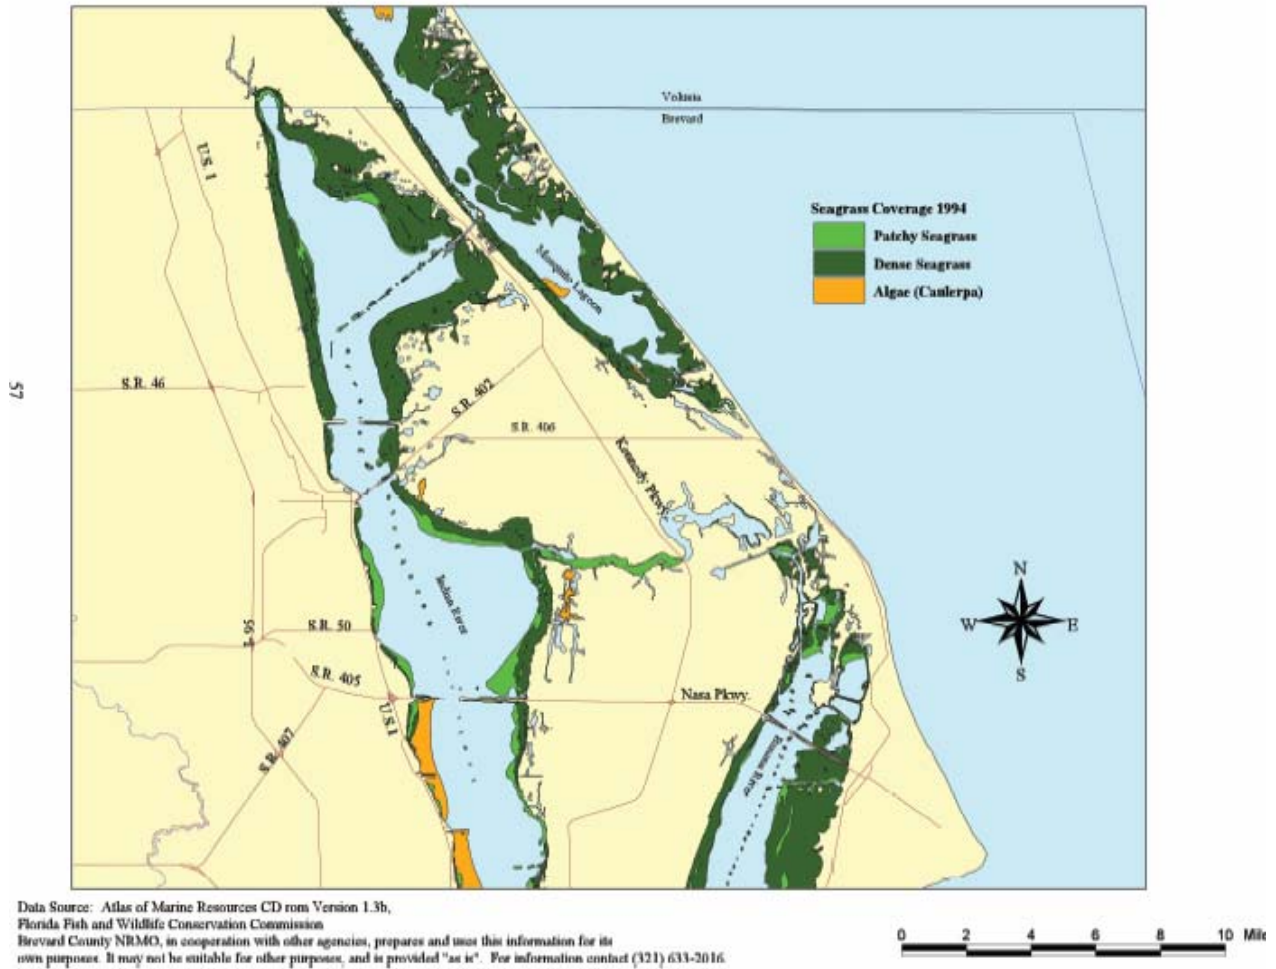 Volusia
Brevard
U.S. 1
Seagrass Coverage 1994
Patchy Seagrass
Dense Seagrass
Algae (Caulerpa)
Mosquito Lagoon
57
S.R. 46
S.R. 402
S.R. 406
Kennedy Pkwy.
Indian River
N
W E
S
I-95
S.R. 50
S.R. 405
Nasa Pkwy.
U.S.1
S.R. 407
Banana River
Data Source: Atlas of Marine Resources CD rom Version 1.3b,
Florida Fish and Wildlife Conservation Commission
Brevard County NRMO, in cooperation with other agencies, prepares and uses this information for its
own purposes. It may not be suitable for other purposes, and is provided "as is". For information contact (321) 633-2016.
0 2 4 6 8 10 Mile